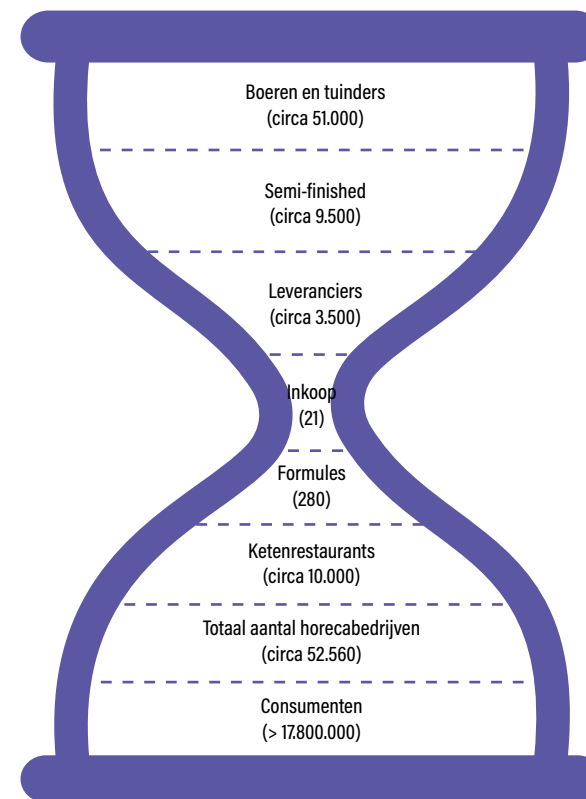 Boeren en tuinders
(circa 51.000)
Semi-finished
(circa 9.500)
Leveranciers
(circa 3.500)
Inkoop
(21)
Formules
(280)
Ketenrestaurants
(circa 10.000)
Totaal aantal horecabedrijven
(circa 52.560)
Consumenten
(> 17.800.000)